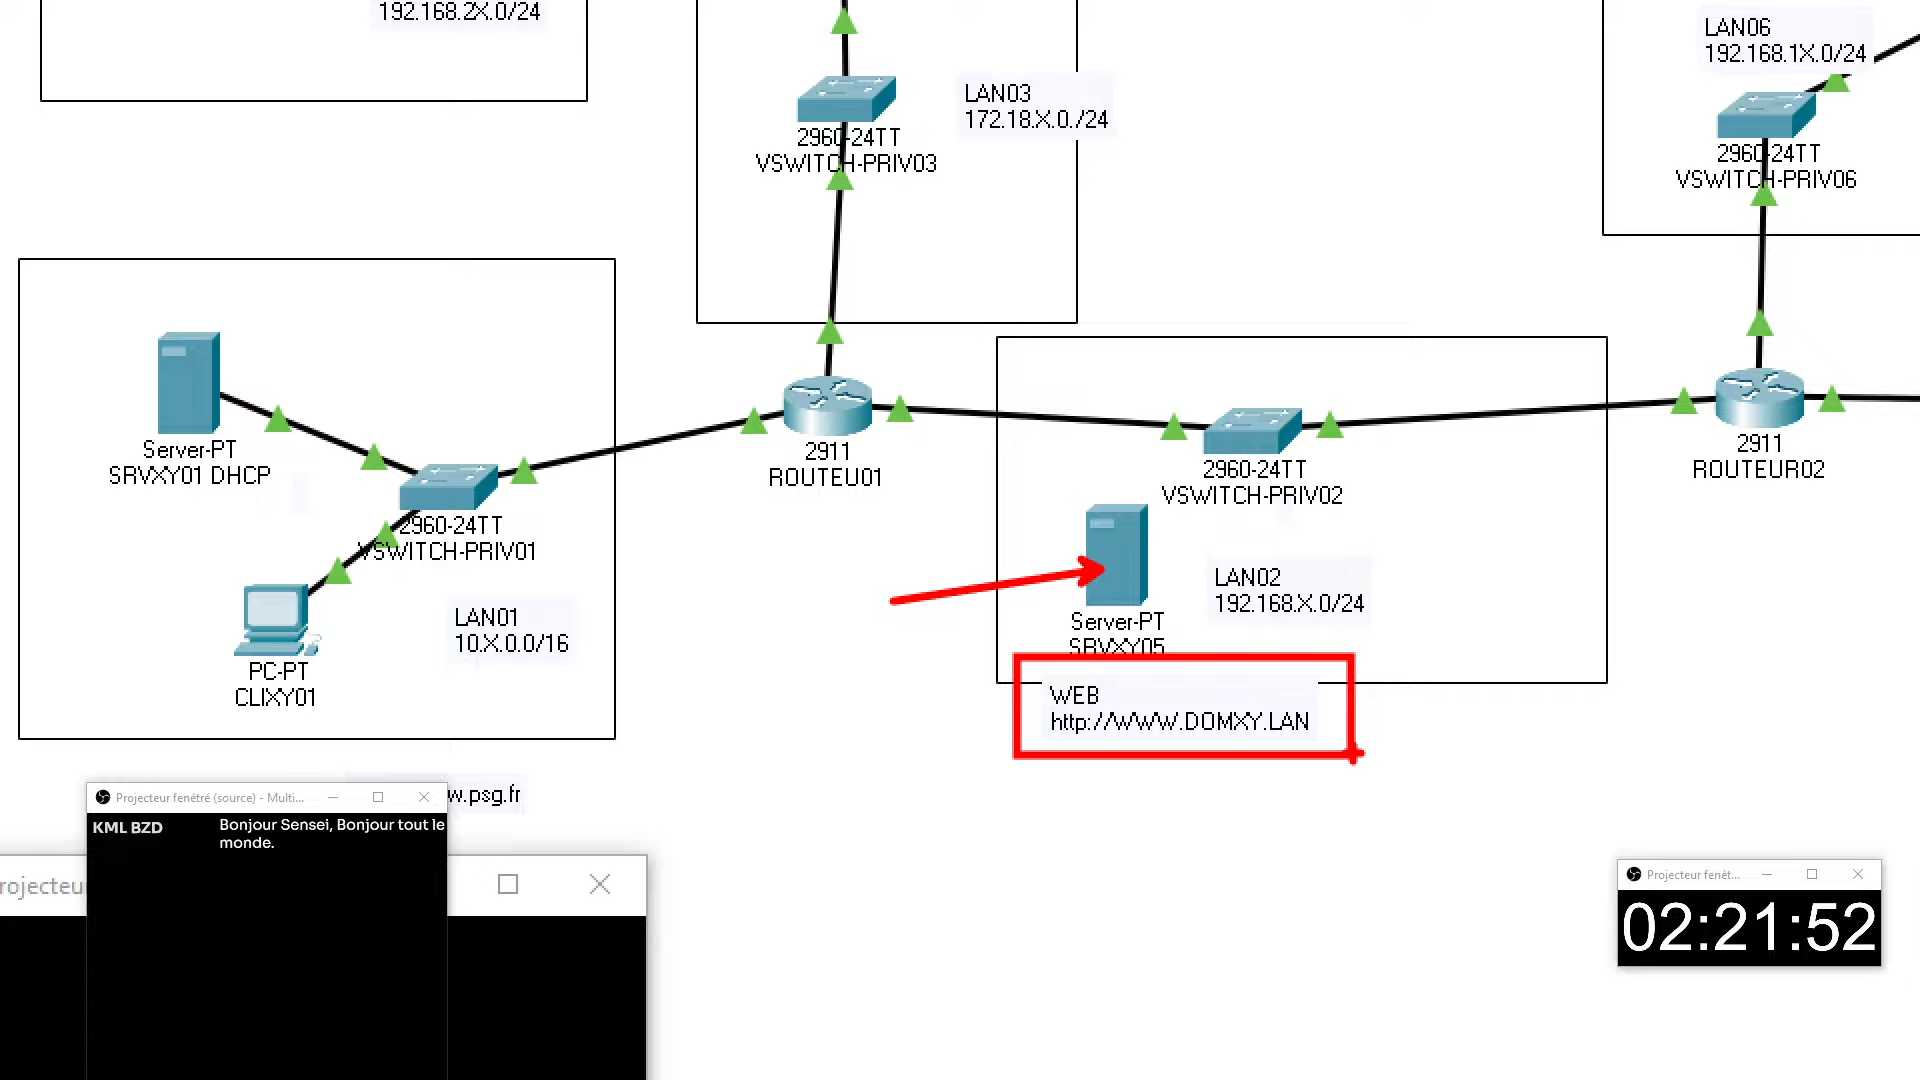 192.168.2X.0/24
LAN03
172.18.X.0./24
2960-24TT
VSWITCH-PRIV03
LAN06
192.168.1X.0/24
2960-24TT
VSWITCH-PRIV06
Server-PT
SRVXY01 DHCP
2960-24TT
VSWITCH-PRIV01
PC-PT
CLIXY01
LAN01
10.X.0.0/16
2911
ROUTEU01
2960-24TT
VSWITCH-PRIV02
Server-PT
SRVXY05
LAN02
192.168.X.0/24
WEB
http://WWW.DOMXY.LAN
2911
ROUTEUR02
w.psg.fr
Projecteur fenêtré (source) - Multi...
KML BZD
Bonjour Sensei, Bonjour tout le
monde.
rojecteu
Projecteur fenêt...
02:21:52